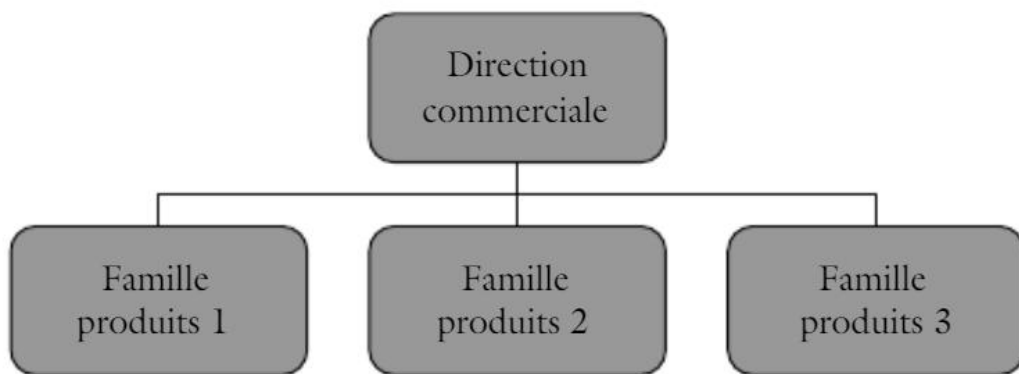 Direction
commerciale
Famille
produits 1
Famille
produits 2
Famille
produits 3